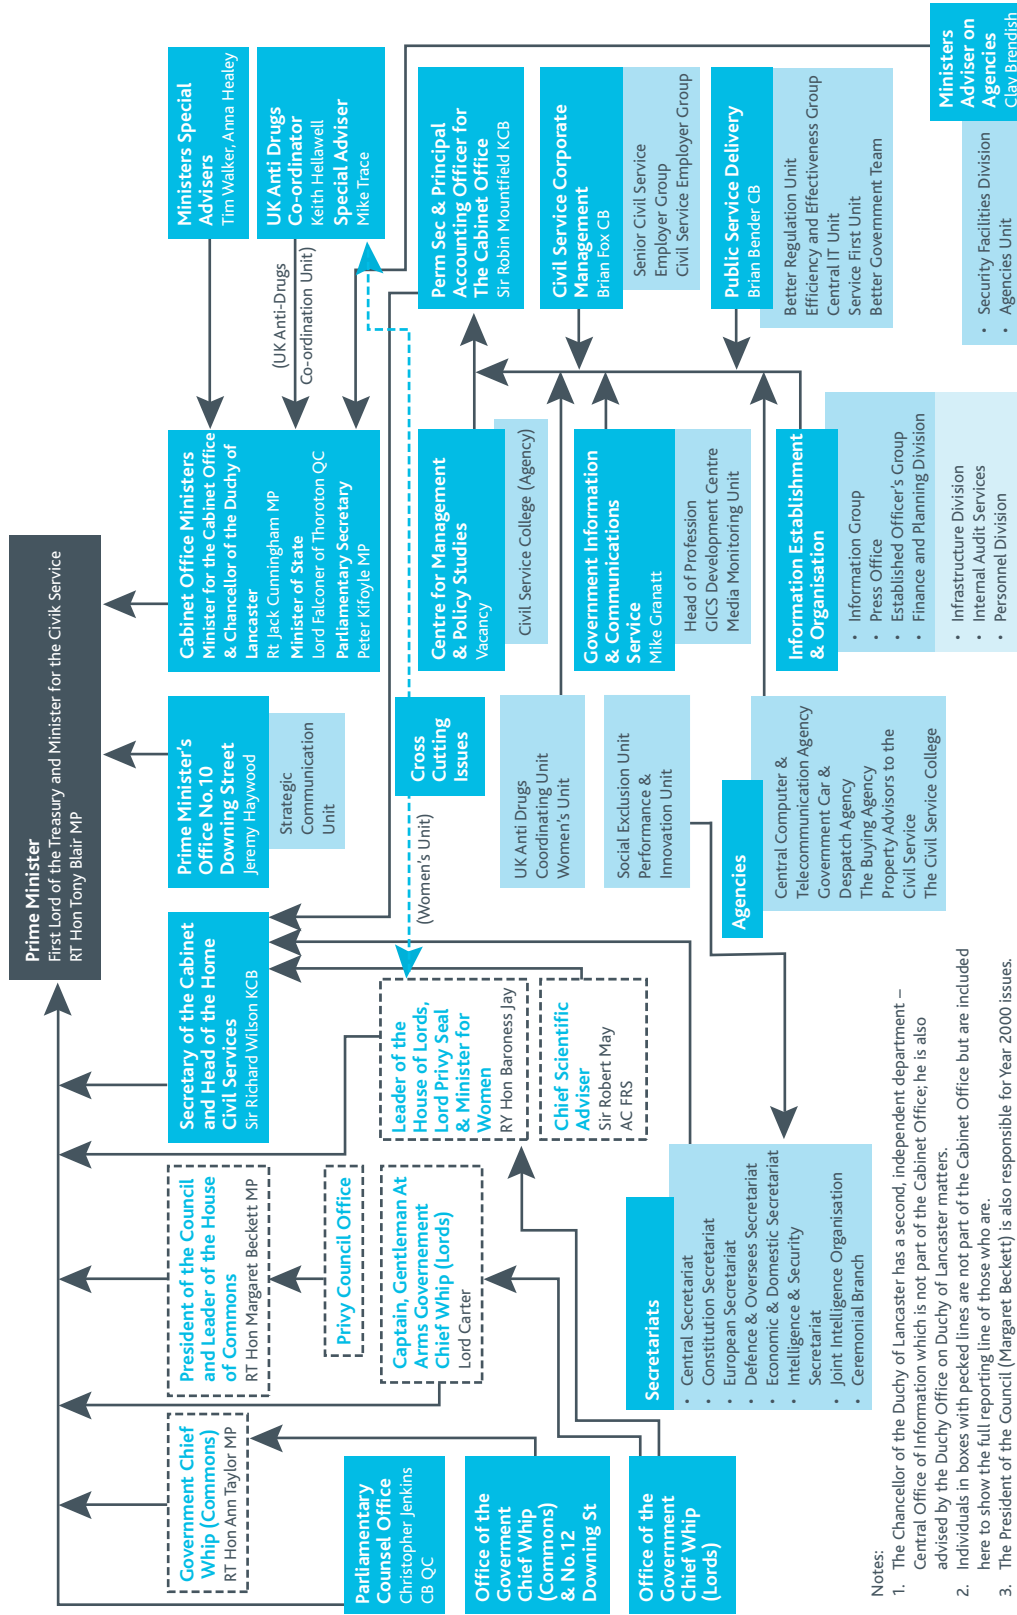 Prime Minister
First Lord of the Treasury and Minister for the Civik Service
RT Hon Tony Blair MP
Government Chief
Whip (Commons)
RT Hon Ann Taylor MP
President of the Council
and Leader of the House
of Commons
RT Hon Margaret Beckett MP
Privy Council Office
Captain, Gentleman At
Arms Governement
Chief Whip (Lords)
Lord Carter
Secretary of the Cabinet
and Head of the Home
Civil Services
Sir Richard Wilson KCB
Leader of the
House of Lords,
Lord Privy Seal
& Minister for
Women
RY Hon Baroness Jay
Chief Scientific
Adviser
Sir Robert May
AC FRS
Prime Minister's
Office No.10
Downing Street
Jeremy Haywood
Strategic
Communication
Unit
Cabinet Office Ministers
Minister for the Cabinet Office
& Chancellor of the Duchy of
Lancaster
Rt Jack Cunningham MP
Minister of State
Lord Falconer of Thoroton QC
Parliamentary Secretary
Peter Kifoyle MP
Ministers Special
Advisers
Tim Walker, Anna Healey
UK Anti Drugs
Co-ordinator
Keith Hellawell
Special Adviser
Mike Trace
(UK Anti-Drugs
Co-ordination Unit)
Cross
Cutting
Issues
(Women's Unit)
Parliamentary
Counsel Office
Christopher Jenkins
CB QC
Office of the
Goverment
Chief Whip
(Commons)
& No.12
Downing St
Office of the
Government
Chief Whip
(Lords)
Secretariats
• Central Secretariat
• Constitution Secretariat
• European Secretariat
• Defence & Oversees Secretariat
• Economic & Domestic Secretariat
• Intelligence & Security
Secretariat
• Joint Intelligence Organisation
• Ceremonial Branch
UK Anti Drugs
Coordinating Unit
Women's Unit
Social Exclusion Unit
Performance &
Innovation Unit
Agencies
Central Computer &
Telecommunication Agency
Government Car &
Despatch Agency
The Buying Agency
Property Advisors to the
Civil Service
The Civil Service College
Centre for Management
& Policy Studies
Vacancy
Civil Service College (Agency)
Government Information
& Communications
Service
Mike Granatt
Head of Profession
GICS Development Centre
Media Monitoring Unit
Information Establishment
& Organisation
• Information Group
• Press Office
• Established Officer's Group
• Finance and Planning Division
• Infrastructure Division
• Internal Audit Services
• Personnel Division
Perm Sec & Principal
Accounting Officer for
The Cabinet Office
Sir Robin Mountfield KCB
Civil Service Corporate
Management
Brian Fox CB
Senior Civil Service
Employer Group
Civil Service Employer Group
Public Service Delivery
Brian Bender CB
Better Regulation Unit
Efficiency and Effectiveness Group
Central IT Unit
Service First Unit
Better Government Team
Ministers
Adviser on
Agencies
Clay Brendish
• Security Facilities Division
• Agencies Unit
Notes:
1. The Chancellor of the Duchy of Lancaster has a second, independent department –
Central Office of Information which is not part of the Cabinet Office; he is also
advised by the Duchy Office on Duchy of Lancaster matters.
2. Individuals in boxes with pecked lines are not part of the Cabinet Office but are included
here to show the full reporting line of those who are.
3. The President of the Council (Margaret Beckett) is also responsible for Year 2000 issues.